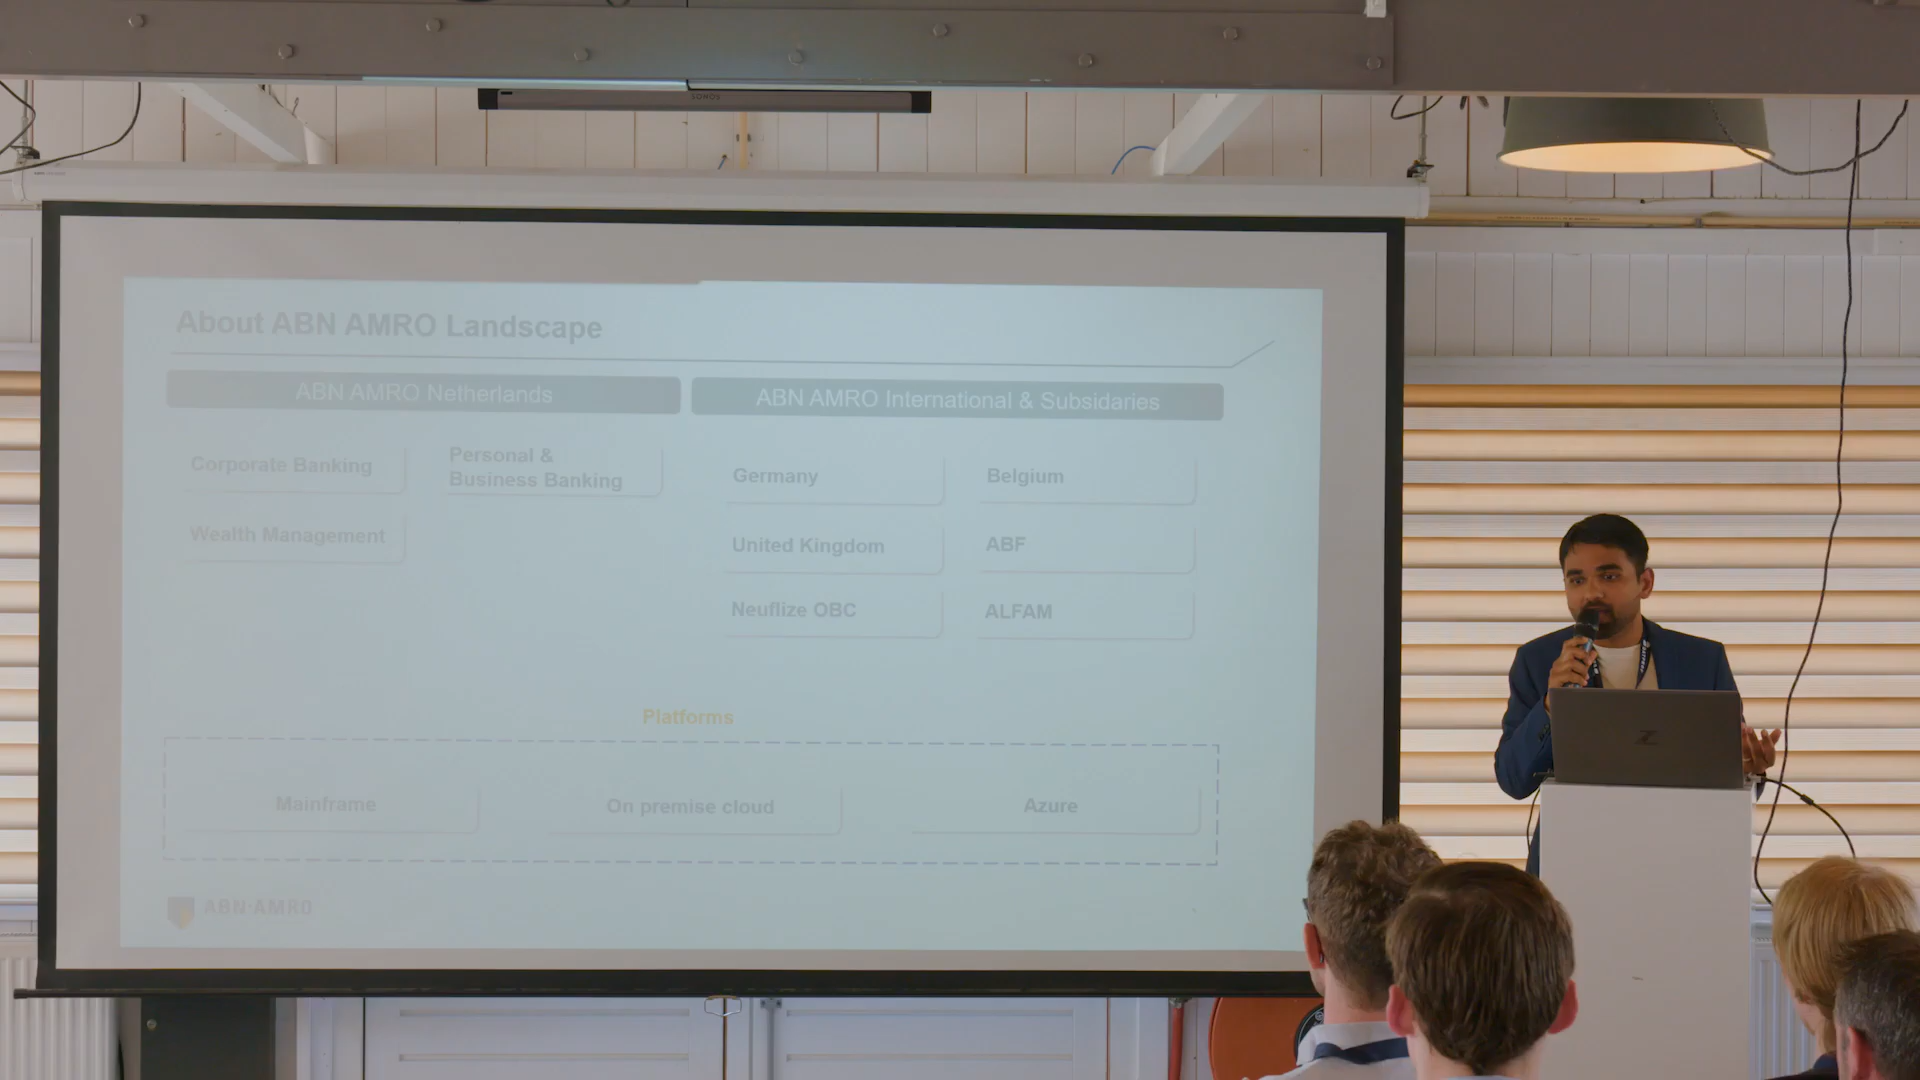 SONOS
About ABN AMRO Landscape
ABN AMRO Netherlands
ABN AMRO International & Subsidaries
Corporate Banking
Personal &
Business Banking
Wealth Management
Germany
Belgium
United Kingdom
ABF
Neuflize OBC
ALFAM
Platforms
Mainframe
On premise cloud
Azure
ABN·AMRO